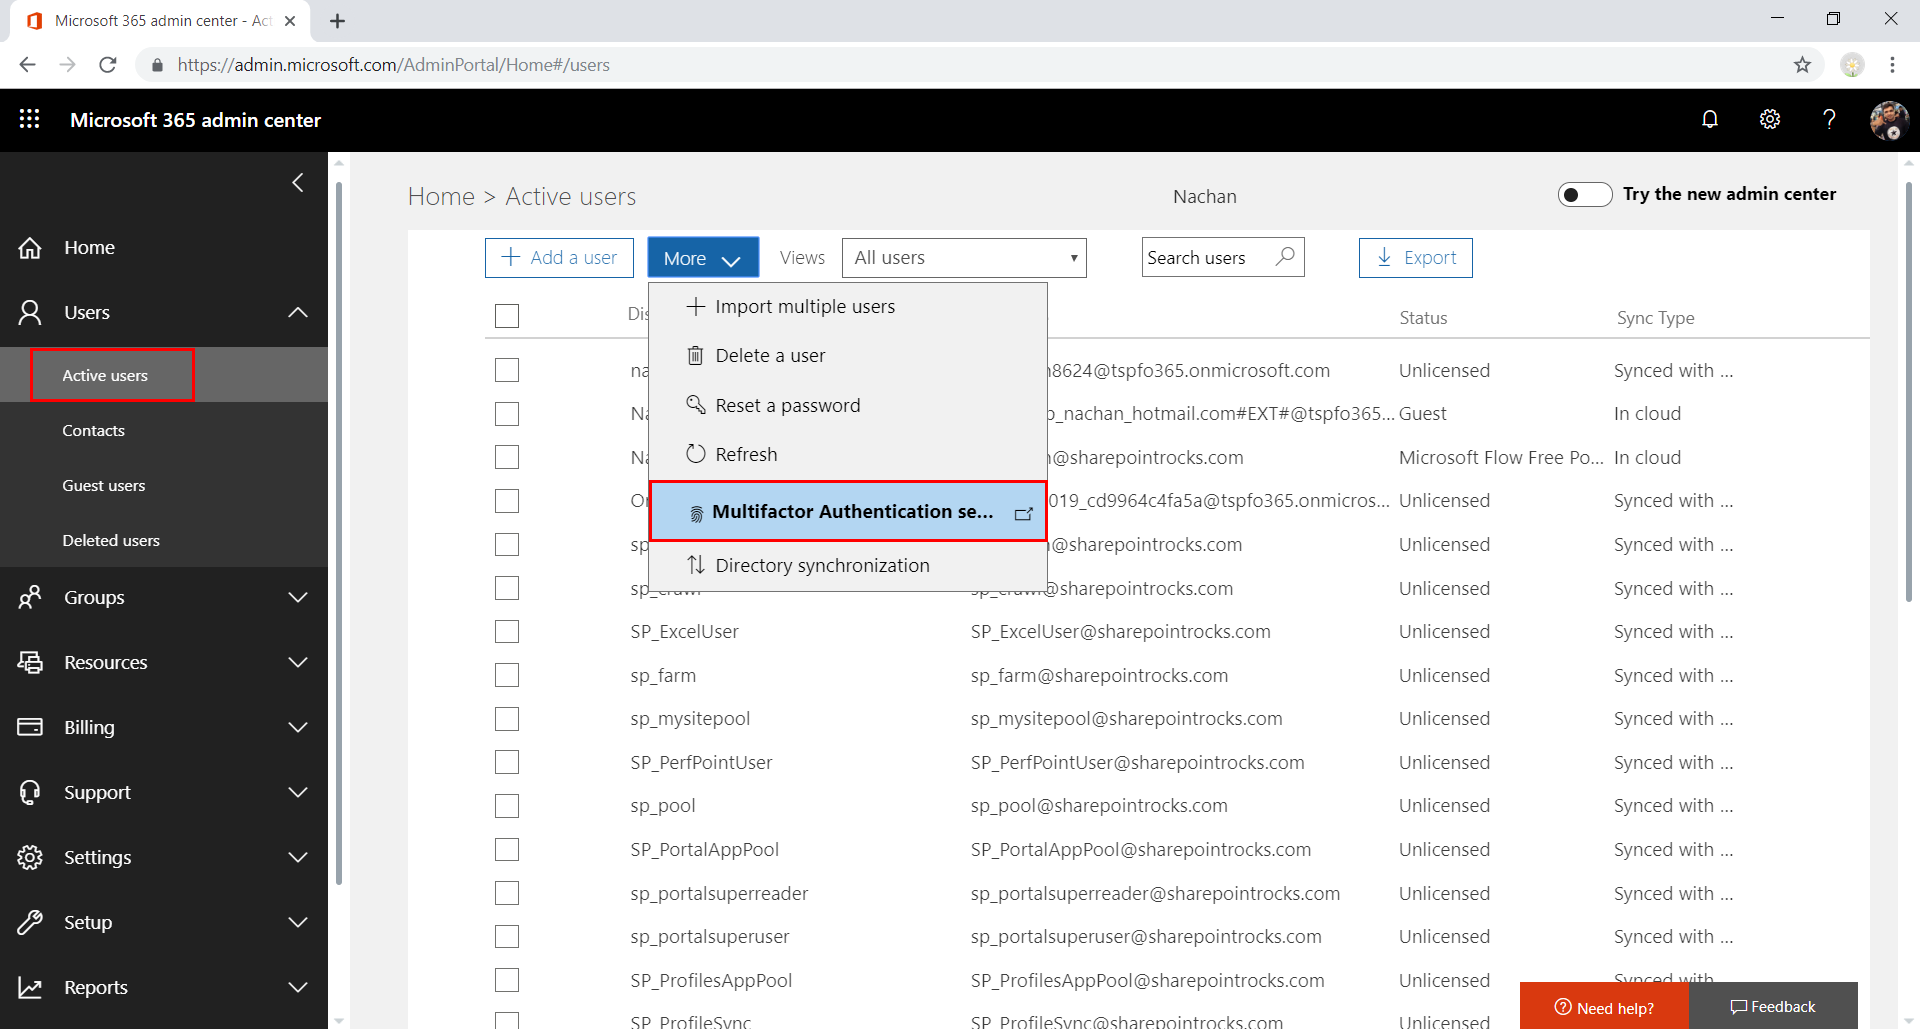 Microsoft 365 admin center - Act
https://admin.microsoft.com/AdminPortal/Home#/users
Microsoft 365 admin center
Home
Users
Active users
Contacts
Guest users
Deleted users
Groups
Resources
Billing
Support
Settings
Setup
Reports
Home > Active users
Nachan
Try the new admin center
Add a user
More
Views
All users
Search users
Export
Import multiple users
Delete a user
Reset a password
Refresh
Multifactor Authentication se...
Directory synchronization
Status Sync Type
@tspfo365.onmicrosoft.com Unlicensed Synced with ...
_nachan_hotmail.com#EXT#@tspfo365... Guest In cloud
@sharepointrocks.com Microsoft Flow Free Po... In cloud
019_cd9964c4fa5a@tspfo365.onmicros... Unlicensed Synced with ...
sp @sharepointrocks.com Unlicensed Synced with ...
@sharepointrocks.com Unlicensed Synced with ...
SP_ExcelUser SP_ExcelUser@sharepointrocks.com Unlicensed Synced with ...
sp_farm sp_farm@sharepointrocks.com Unlicensed Synced with ...
sp_mysitepool sp_mysitepool@sharepointrocks.com Unlicensed Synced with ...
SP_PerfPointUser SP_PerfPointUser@sharepointrocks.com Unlicensed Synced with ...
sp_pool sp_pool@sharepointrocks.com Unlicensed Synced with ...
SP_PortalAppPool SP_PortalAppPool@sharepointrocks.com Unlicensed Synced with ...
sp_portalsuperreader sp_portalsuperreader@sharepointrocks.com Unlicensed Synced with ...
sp_portalsuperuser sp_portalsuperuser@sharepointrocks.com Unlicensed Synced with ...
SP_ProfilesAppPool SP_ProfilesAppPool@sharepointrocks.com Unlicensed Synced with ...
SP_ProfileSync SP_ProfileSync@sharepointrocks.com Unlicensed
Need help?
Feedback